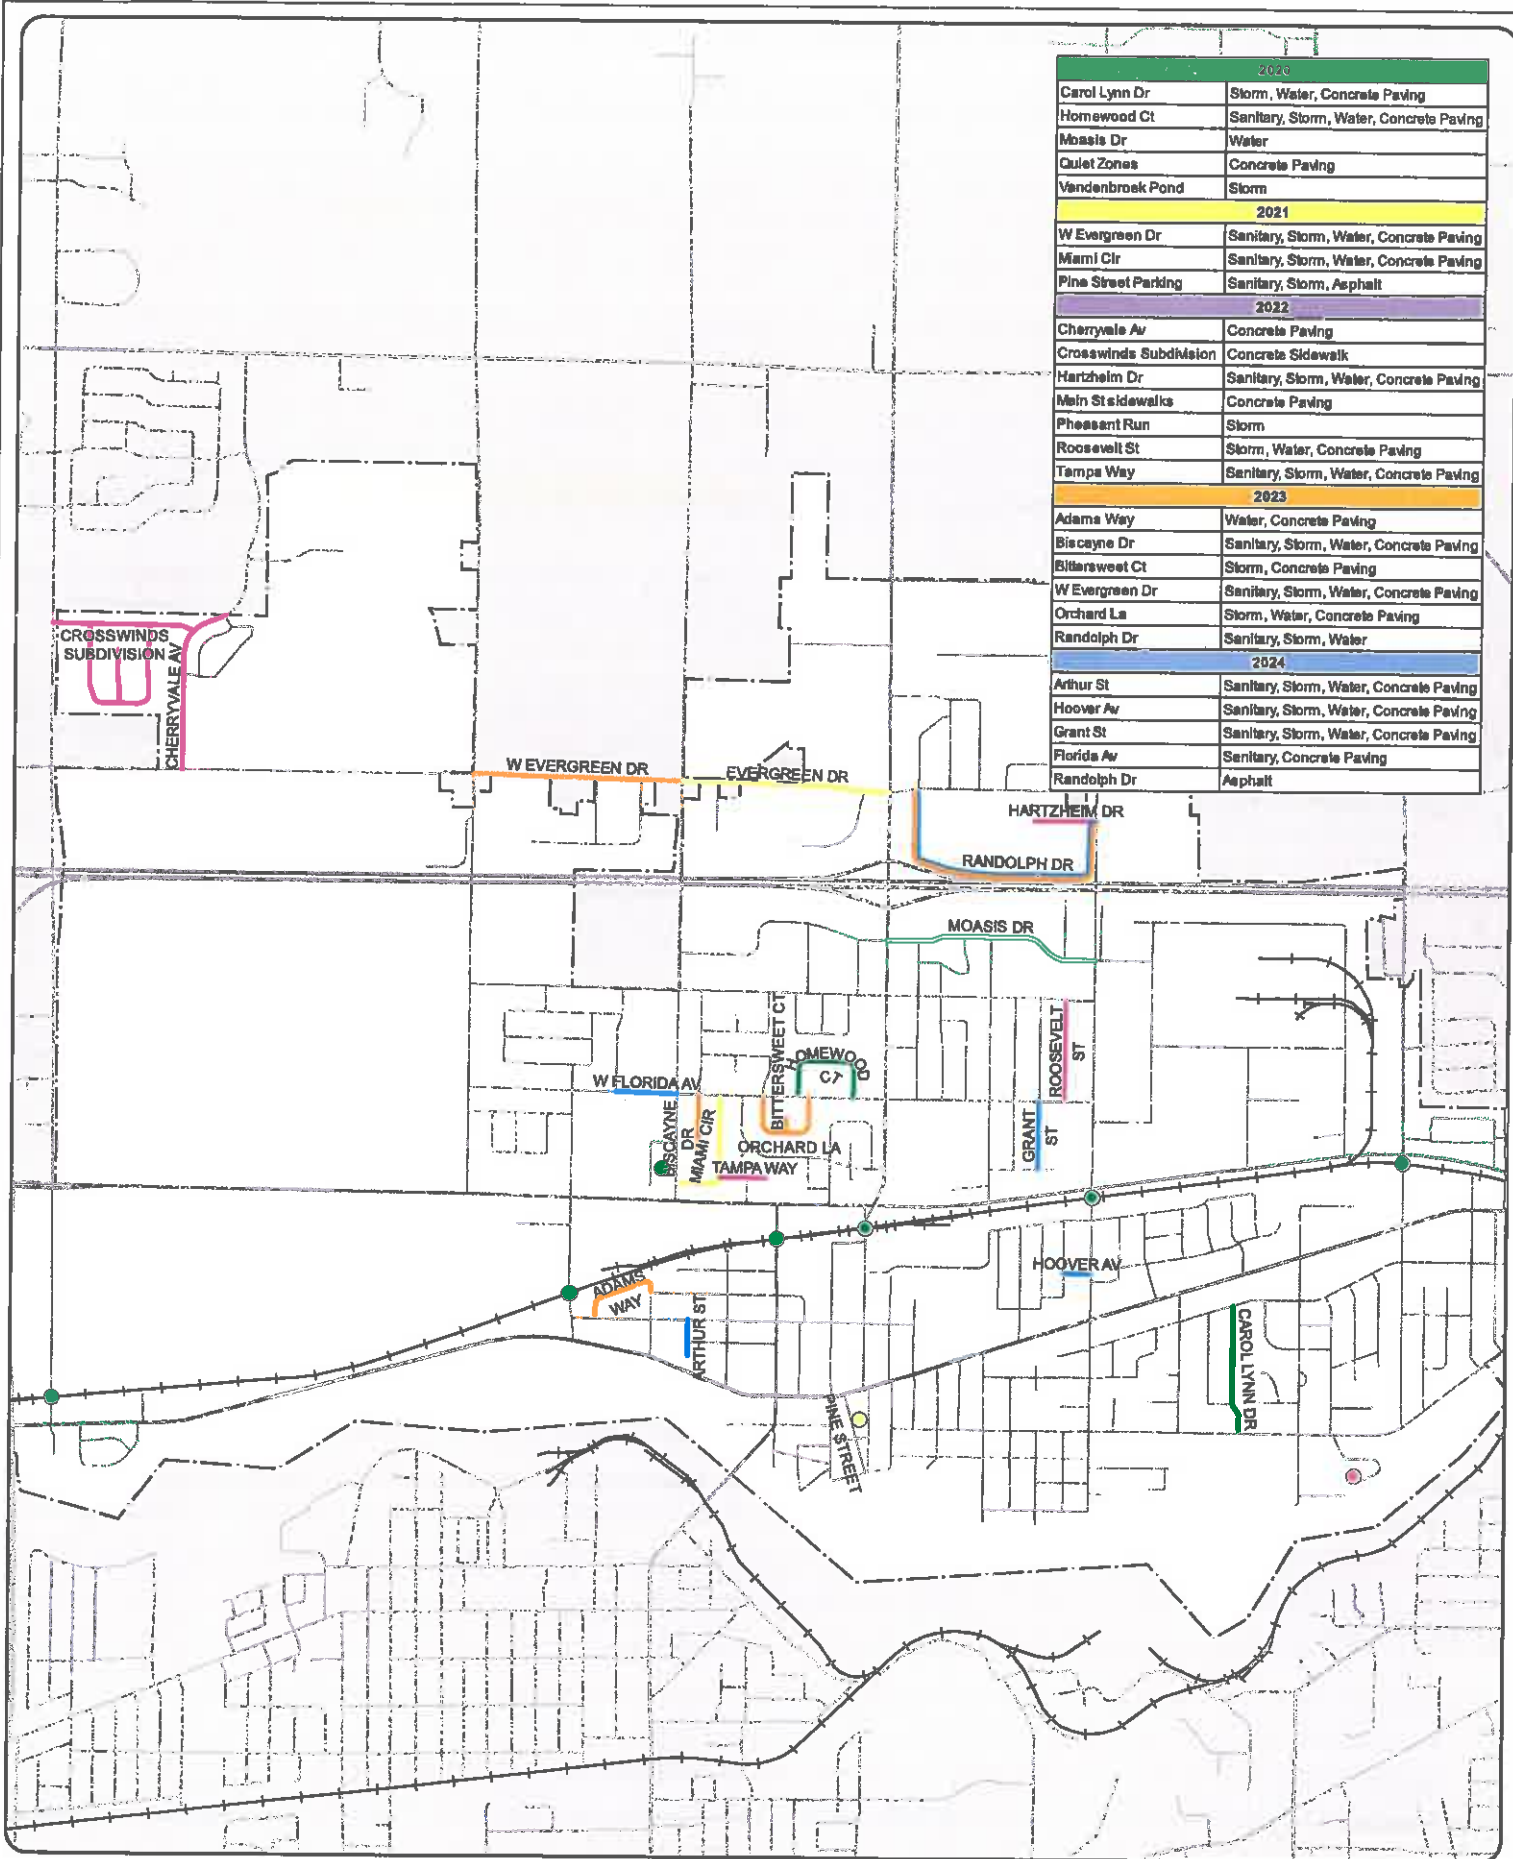 2020
Carol Lynn Dr Storm, Water, Concrete Paving
Homewood Ct Sanitary, Storm, Water, Concrete Paving
Moasis Dr Water
Quiet Zones Concrete Paving
Vandenbroek Pond Storm
2021
W Evergreen Dr Sanitary, Storm, Water, Concrete Paving
Miami Cir Sanitary, Storm, Water, Concrete Paving
Pine Street Parking Sanitary, Storm, Asphalt
2022
Cherryvale Av Concrete Paving
Crosswinds Subdivision Concrete Sidewalk
Hartzheim Dr Sanitary, Storm, Water, Concrete Paving
Main St sidewalks Concrete Paving
Pheasant Run Storm
Roosevelt St Storm, Water, Concrete Paving
Tampa Way Sanitary, Storm, Water, Concrete Paving
2023
Adams Way Water, Concrete Paving
Biscayne Dr Sanitary, Storm, Water, Concrete Paving
Bittersweet Ct Storm, Concrete Paving
W Evergreen Dr Sanitary, Storm, Water, Concrete Paving
Orchard La Storm, Water, Concrete Paving
Randolph Dr Sanitary, Storm, Water
2024
Arthur St Sanitary, Storm, Water, Concrete Paving
Hoover Av Sanitary, Storm, Water, Concrete Paving
Grant St Sanitary, Storm, Water, Concrete Paving
Florida Av Sanitary, Concrete Paving
Randolph Dr Asphalt
CROSSWINDS
SUBDIVISION
CHERRYVALE AV
W EVERGREEN DR
EVERGREEN DR
HARTZHEIM DR
RANDOLPH DR
MOASIS DR
BITTERSWEET CT
HOMEWOOD
CT
ROOSEVELT
ST
W FLORIDA AV
BISCAYNE
DR
MIAMI CIR
ORCHARD LA
TAMPA WAY
GRANT
ST
HOOVER AV
ADAMS
WAY
ARTHUR ST
CAROL LYNN DR
PINE STREET